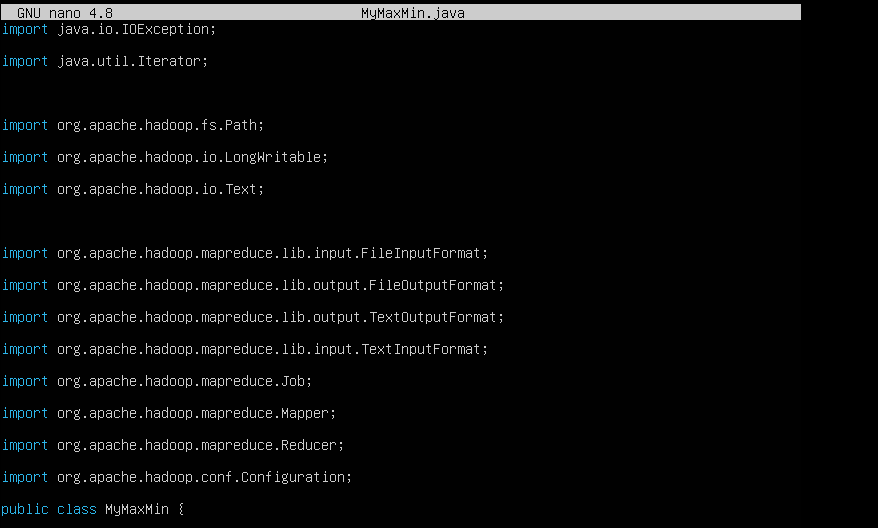 GNU nano 4.8 MyMaxMin.java
import java.io.IOException;
import java.util.Iterator;
import org.apache.hadoop.fs.Path;
import org.apache.hadoop.io.LongWritable;
import org.apache.hadoop.io.Text;
import org.apache.hadoop.mapreduce.lib.input.FileInputFormat;
import org.apache.hadoop.mapreduce.lib.output.FileOutputFormat;
import org.apache.hadoop.mapreduce.lib.output.TextOutputFormat;
import org.apache.hadoop.mapreduce.lib.input.TextInputFormat;
import org.apache.hadoop.mapreduce.Job;
import org.apache.hadoop.mapreduce.Mapper;
import org.apache.hadoop.mapreduce.Reducer;
import org.apache.hadoop.conf.Configuration;
public class MyMaxMin {